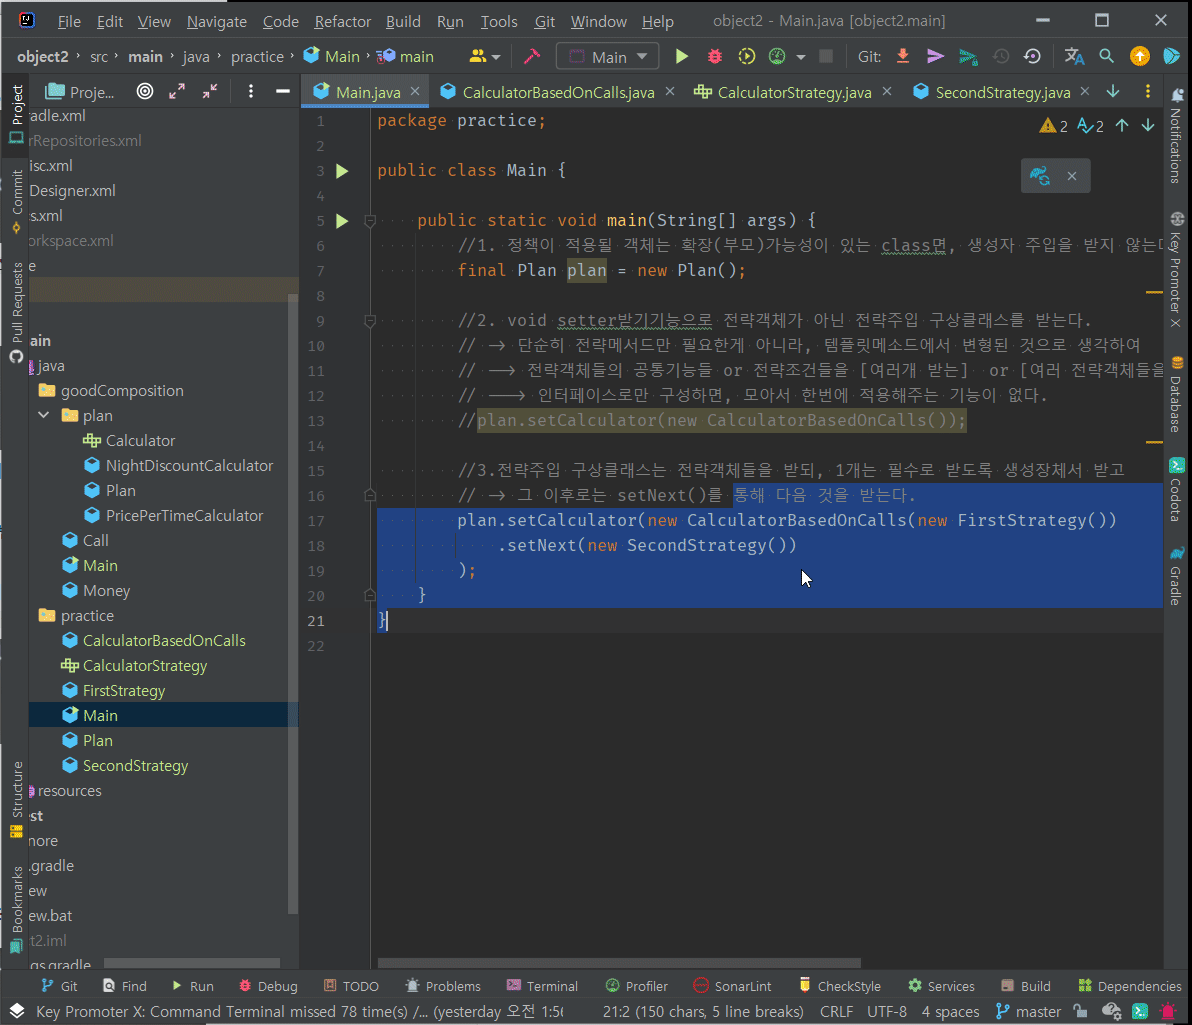 File Edit View Navigate Code Refactor Build Run Tools Git Window Help object2 - Main.java [object2.main]
object2 src main java practice Main main Main Git:
Proje... Main.java CalculatorBasedOnCalls.java CalculatorStrategy.java SecondStrategy.java
Project
Commit
Pull Requests
Structure
Bookmarks
radle.xml
rRepositories.xml
isc.xml
Designer.xml
s.xml
orkspace.xml
e
ain
java
goodComposition
plan
Calculator
NightDiscountCalculator
Plan
PricePerTimeCalculator
Call
Main
Money
practice
CalculatorBasedOnCalls
CalculatorStrategy
FirstStrategy
Main
Plan
SecondStrategy
resources
est
nore
.gradle
ew
ew.bat
ct2.iml
ngs.gradle
2 2
1 package practice;
2
3 public class Main {
4
5 public static void main(String[] args) {
6 //1. 정책이 적용될 객체는 확장(부모)가능성이 있는 class면, 생성자 주입을 받지 않는다
7 final Plan plan = new Plan();
8
9 //2. void setter받기기능으로 전략객체가 아닌 전략주입 구상클래스를 받는다.
10 // -> 단순히 전략메서드만 필요한게 아니라, 템플릿메소드에서 변형된 것으로 생각하여
11 // --> 전략객체들의 공통기능들 or 전략조건들을 [여러개 받는] or [여러 전략객체들을
12 // ---> 인터페이스로만 구성하면, 모아서 한번에 적용해주는 기능이 없다.
13 //plan.setCalculator(new CalculatorBasedOnCalls());
14
15 //3.전략주입 구상클래스는 전략객체들을 받되, 1개는 필수로 받도록 생성장체서 받고
16 // -> 그 이후로는 setNext()를 통해 다음 것을 받는다.
17 plan.setCalculator(new CalculatorBasedOnCalls(new FirstStrategy())
18 .setNext(new SecondStrategy())
19 );
20 }
21 }
22
Notifications
Key Promoter X
Database
Codota
Gradle
Git Find Run Debug TODO Problems Terminal Profiler SonarLint CheckStyle Services Build Dependencies
Key Promoter X: Command Terminal missed 78 time(s) /... (yesterday 오전 1:56 21:2 (150 chars, 5 line breaks) CRLF UTF-8 4 spaces master